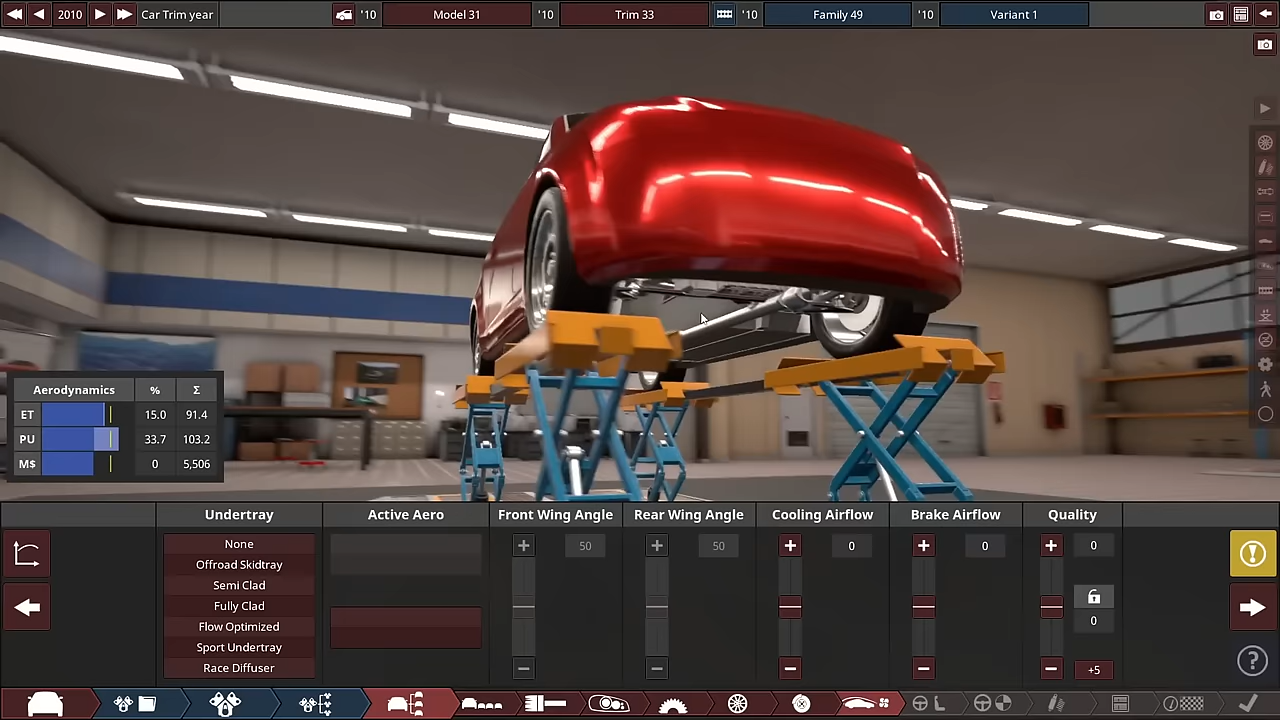 2010 Car Trim year '10 Model 31 '10 Trim 33 '10 Family 49 '10 Variant 1
Aerodynamics % Σ
ET 15.0 91.4
PU 33.7 103.2
M$ 0 5,506
Undertray Active Aero Front Wing Angle Rear Wing Angle Cooling Airflow Brake Airflow Quality
None + 50 + 50 + 0 + 0 + 0
Offroad Skidtray
Semi Clad
Fully Clad
Flow Optimized 0
Sport Undertray
Race Diffuser − − − − − +5